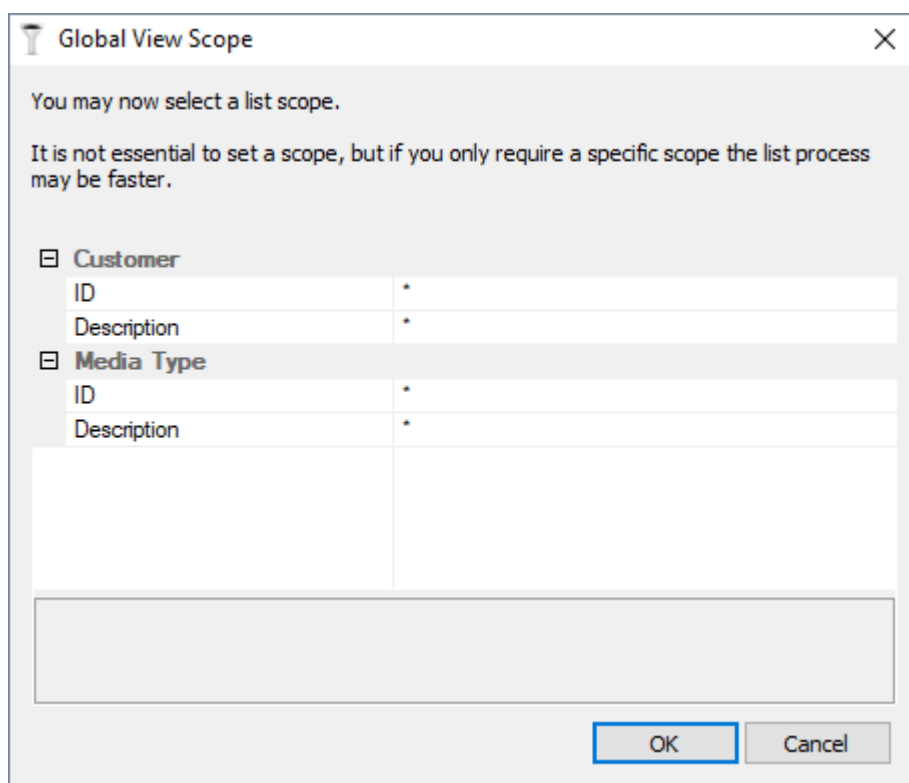 Global View Scope
You may now select a list scope.
It is not essential to set a scope, but if you only require a specific scope the list process
may be faster.
Customer
ID *
Description *
Media Type
ID *
Description *
OK Cancel